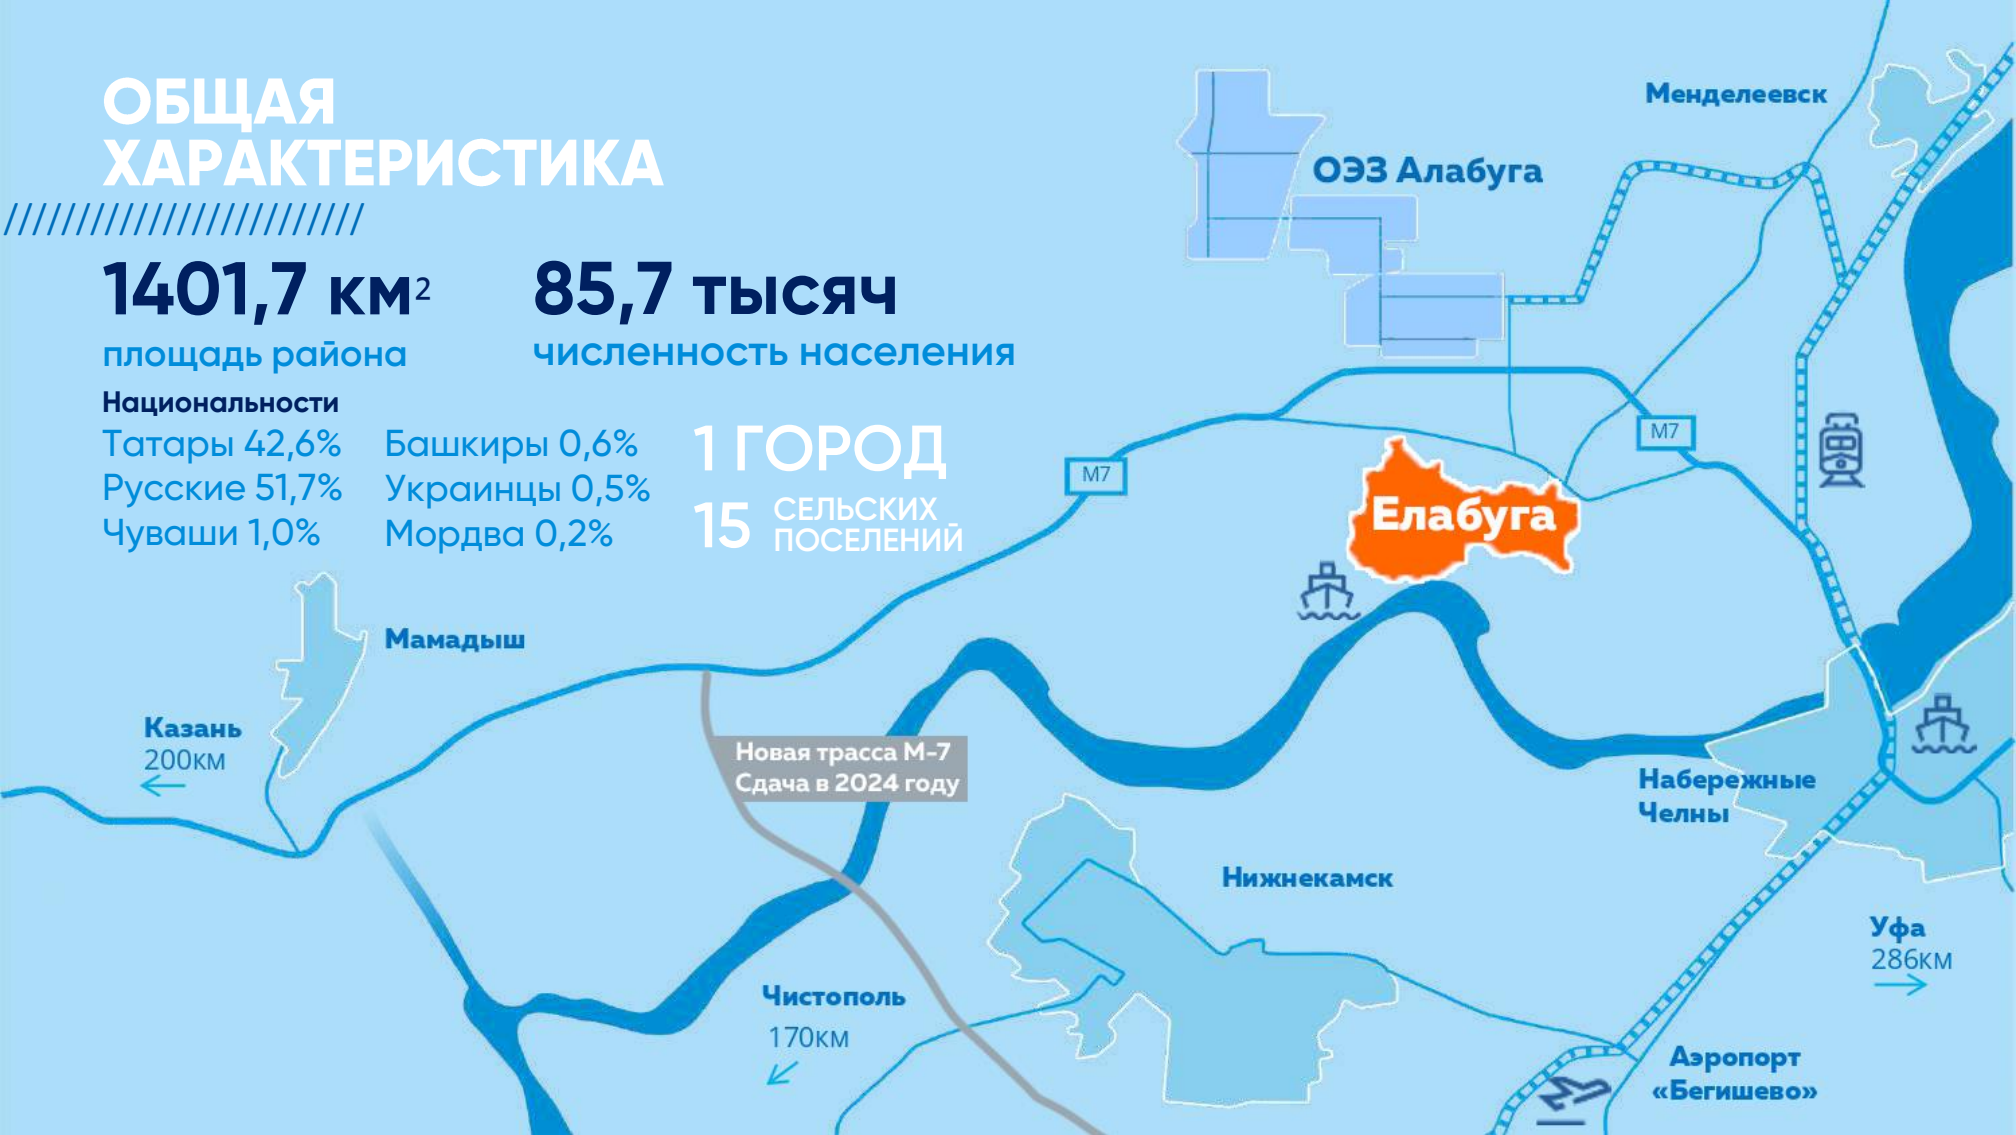 ОБЩАЯ
ХАРАКТЕРИСТИКА
/////////////////////////
1401,7 км2
площадь района
85,7 тысяч
численность населения
Национальности
Татары 42,6%
Русские 51,7%
Чуваши 1,0%
Башкиры 0,6%
Украинцы 0,5%
Мордва 0,2%
1 ГОРОД
15 СЕЛЬСКИХ
ПОСЕЛЕНИЙ
Менделеевск
ОЭЗ Алабуга
М7
М7
Елабуга
Мамадыш
Казань
200км
Новая трасса М-7
Сдача в 2024 году
Набережные
Челны
Нижнекамск
Уфа
286км
Чистополь
170км
Аэропорт
«Бегишево»